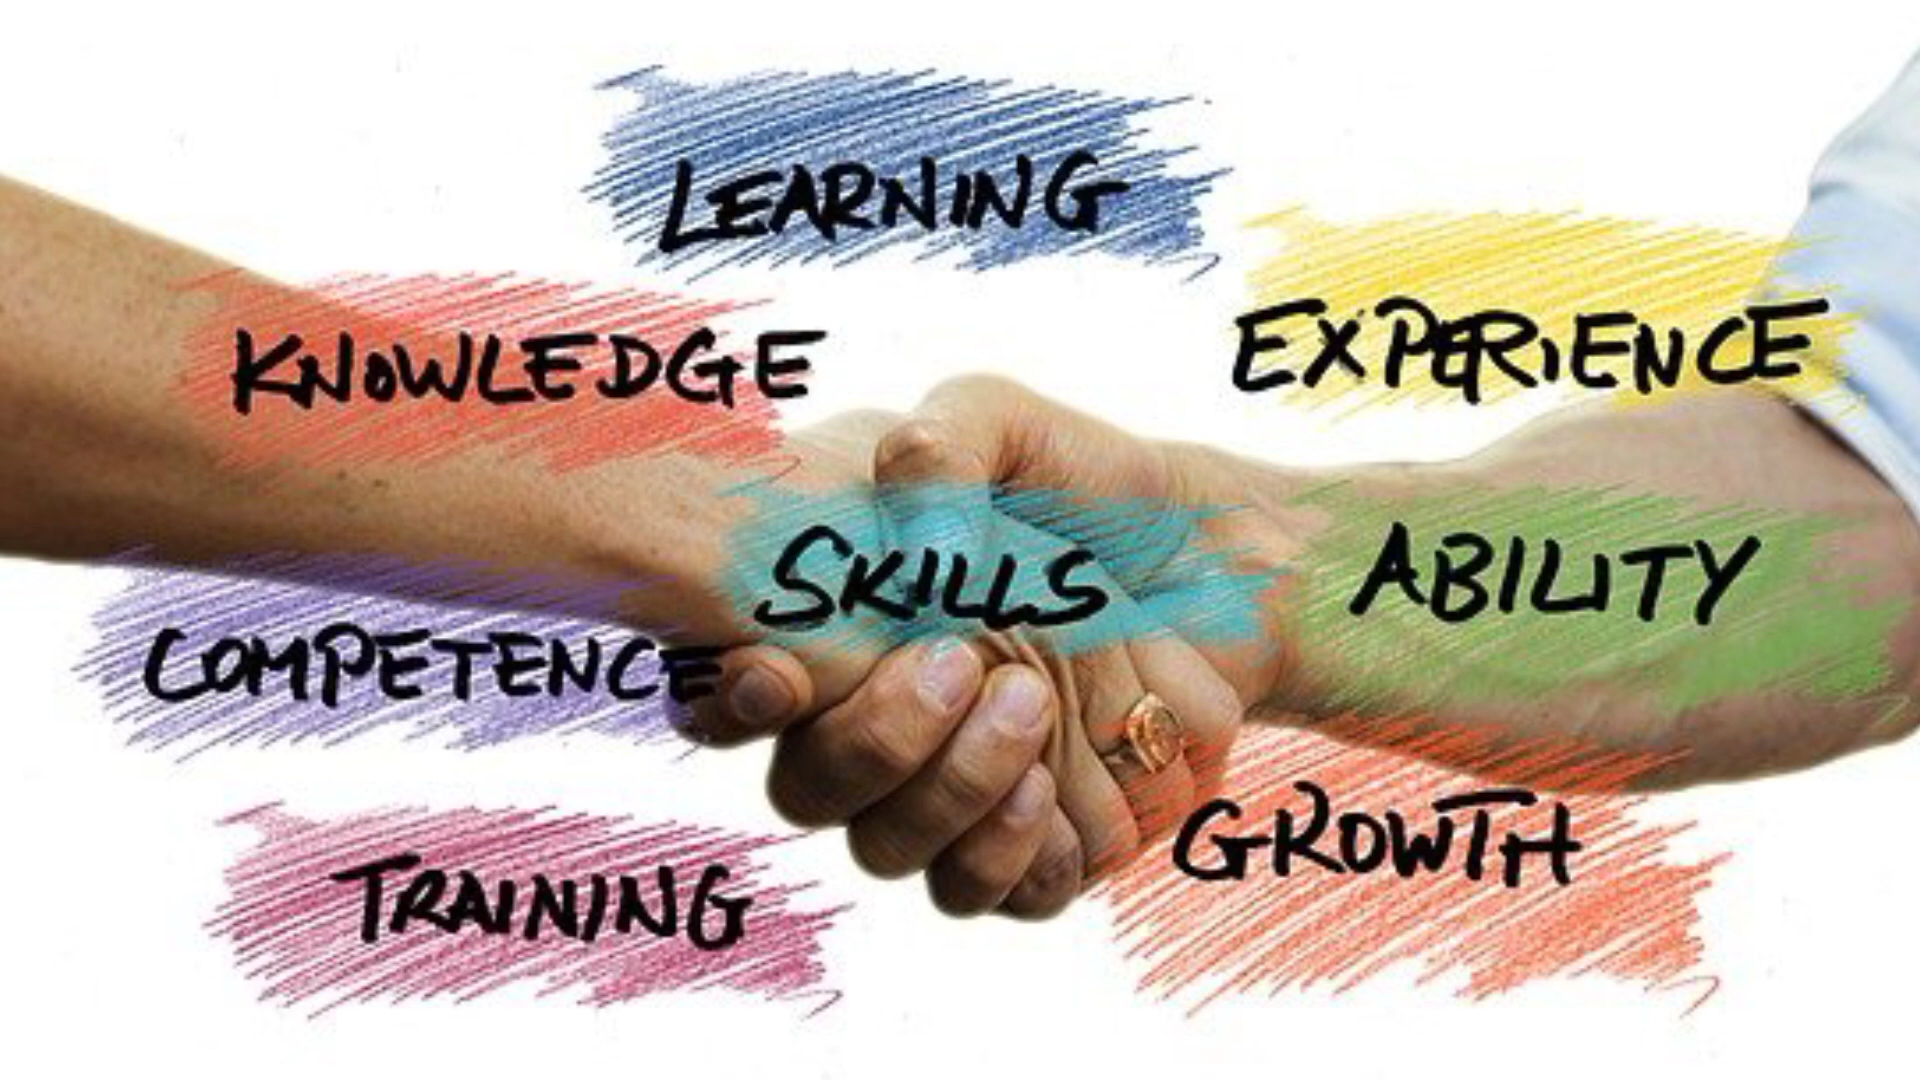 LEARNING
KNOWLEDGE
EXPERIENCE
SKILLS
ABILITY
COMPETENCE
GROWTH
TRAINING